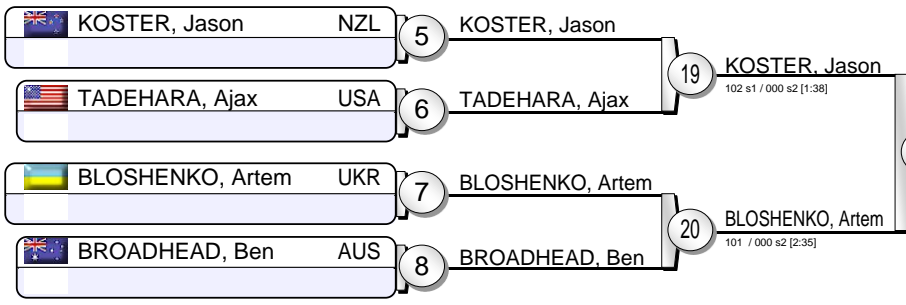 KOSTER, Jason NZL 5 KOSTER, Jason
19 KOSTER, Jason
102 s1 / 000 s2 [1:38]
TADEHARA, Ajax USA 6 TADEHARA, Ajax
BLOSHENKO, Artem UKR 7 BLOSHENKO, Artem
20 BLOSHENKO, Artem
101 / 000 s2 [2:35]
BROADHEAD, Ben AUS 8 BROADHEAD, Ben